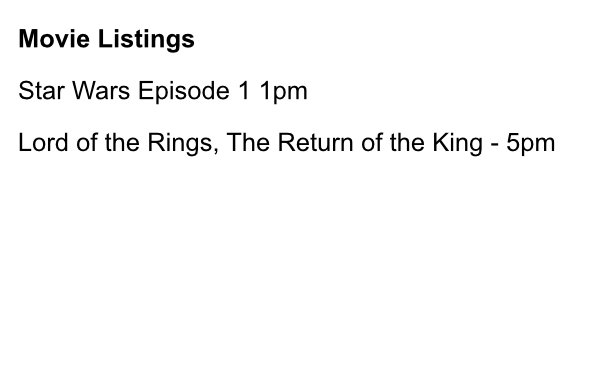 Movie Listings
Star Wars Episode 1 1pm
Lord of the Rings, The Return of the King - 5pm